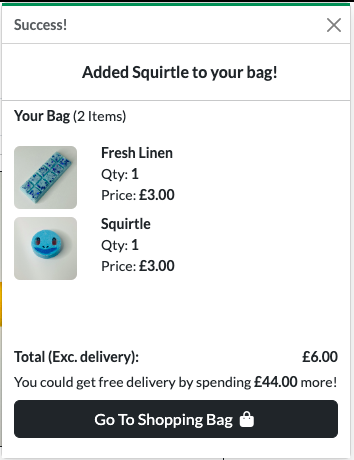 Success!
Added Squirtle to your bag!
Your Bag (2 Items)
Fresh Linen
Qty: 1
Price: £3.00
Squirtle
Qty: 1
Price: £3.00
Total (Exc. delivery): £6.00
You could get free delivery by spending £44.00 more!
Go To Shopping Bag